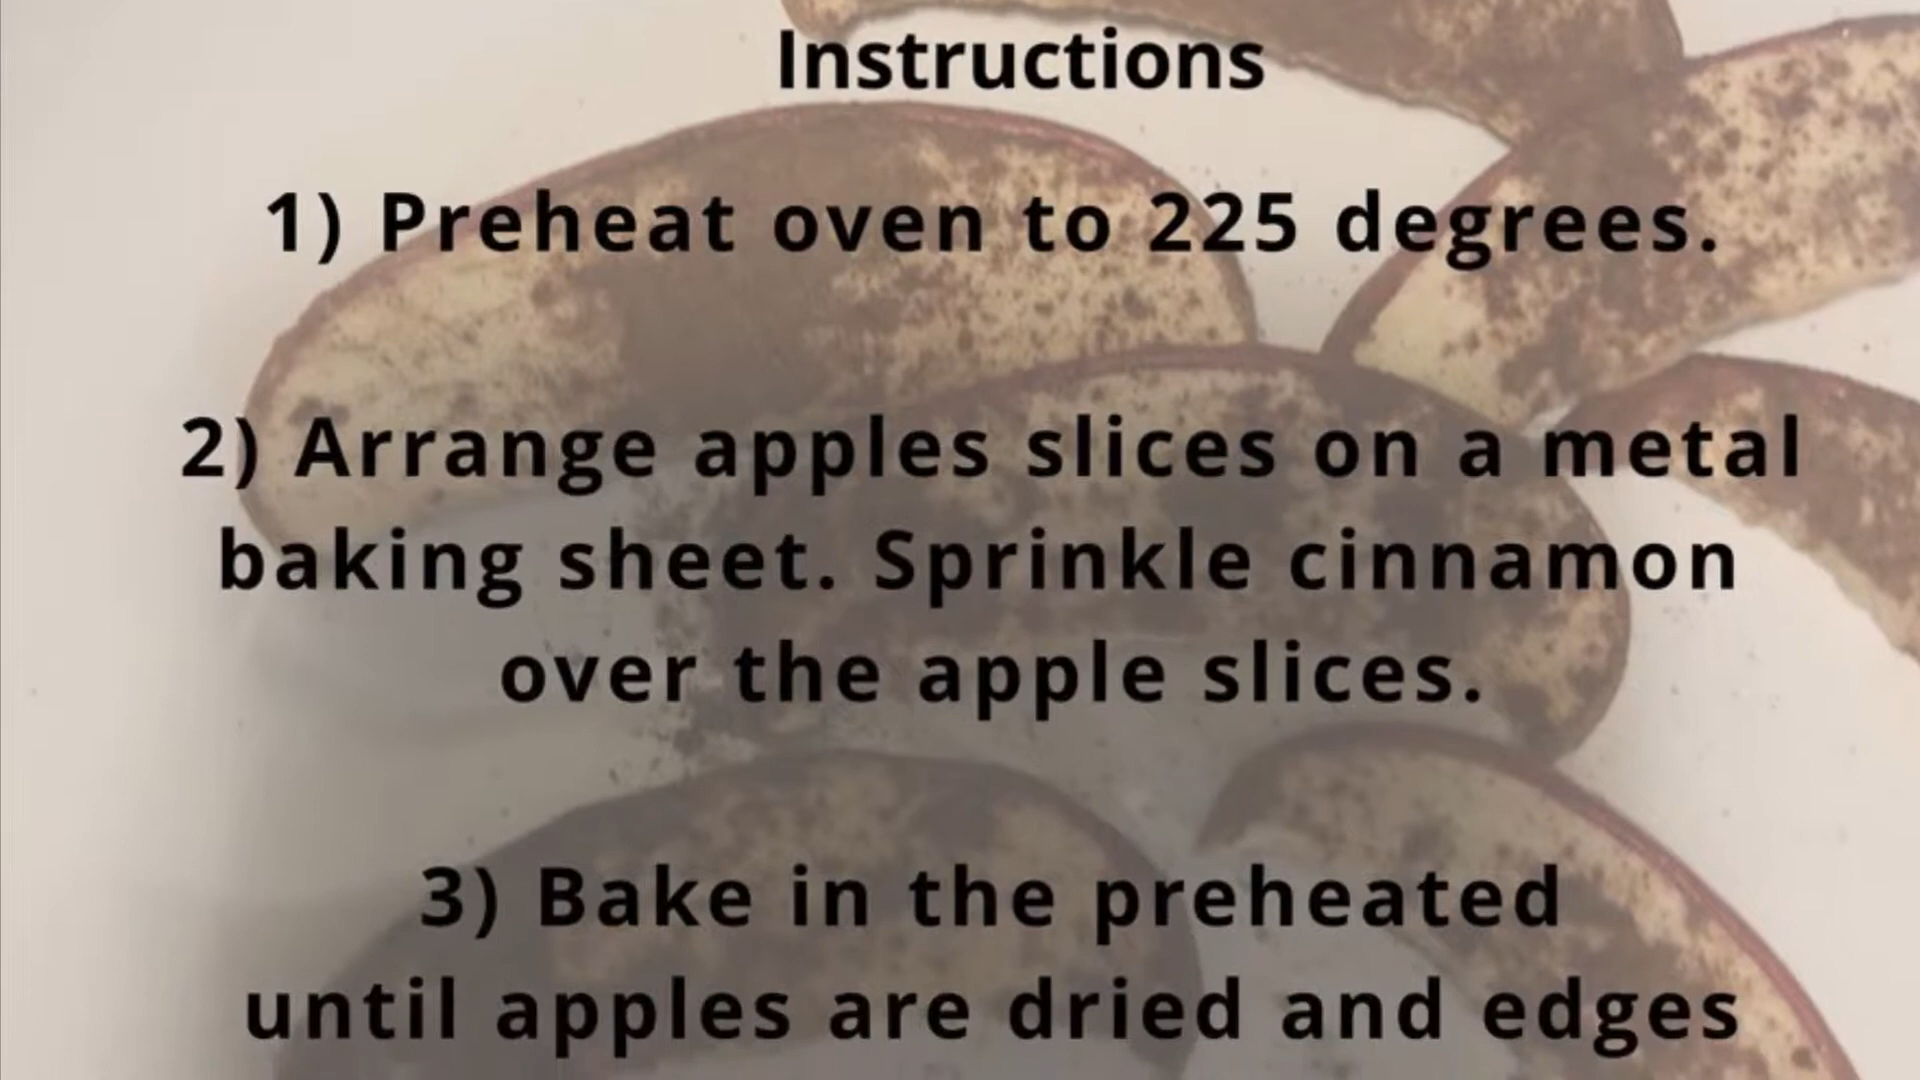 Instructions
1) Preheat oven to 225 degrees.
2) Arrange apples slices on a metal
baking sheet. Sprinkle cinnamon
over the apple slices.
3) Bake in the preheated
until apples are dried and edges